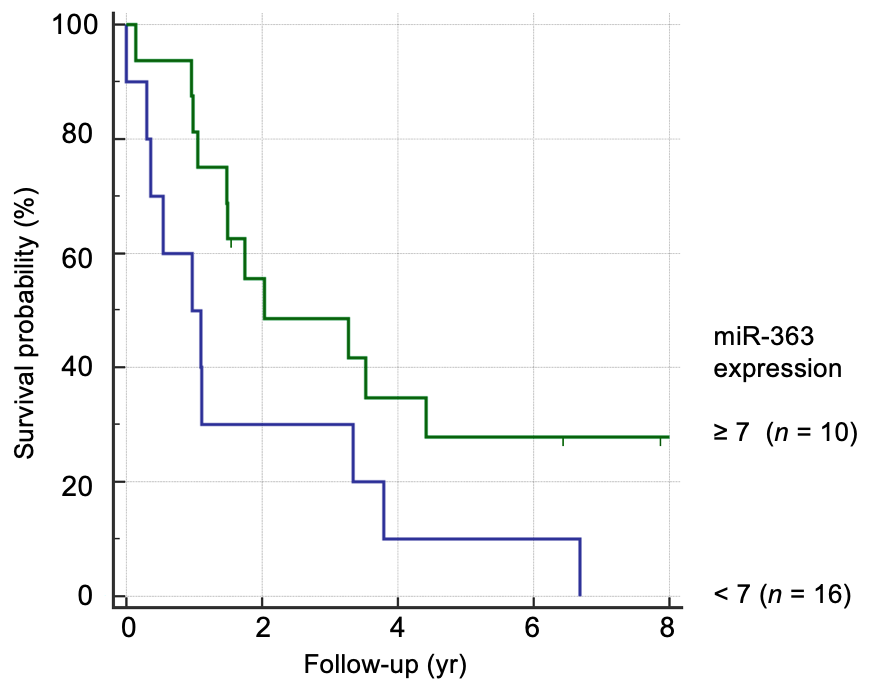 100
80
60
40
20
0
Survival probability (%)
0 2 4 6 8
Follow-up (yr)
miR-363
expression
≥ 7 (n = 10)
< 7 (n = 16)